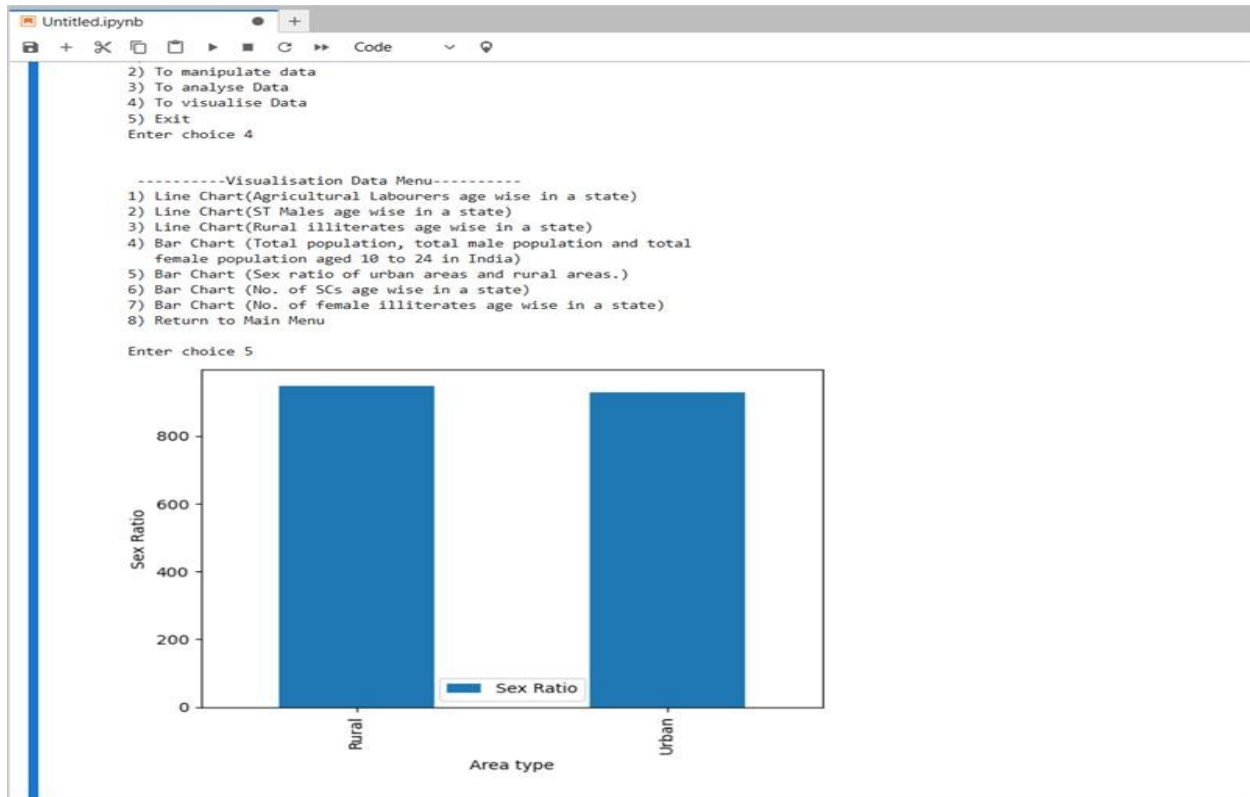 Untitled.ipynb
Code
2) To manipulate data
3) To analyse Data
4) To visualise Data
5) Exit
Enter choice 4
----------Visualisation Data Menu----------
1) Line Chart(Agricultural Labourers age wise in a state)
2) Line Chart(ST Males age wise in a state)
3) Line Chart(Rural illiterates age wise in a state)
4) Bar Chart (Total population, total male population and total
female population aged 10 to 24 in India)
5) Bar Chart (Sex ratio of urban areas and rural areas.)
6) Bar Chart (No. of SCs age wise in a state)
7) Bar Chart (No. of female illiterates age wise in a state)
8) Return to Main Menu
Enter choice 5
800
600
400
200
0
Sex Ratio
Sex Ratio
Rural
Urban
Area type